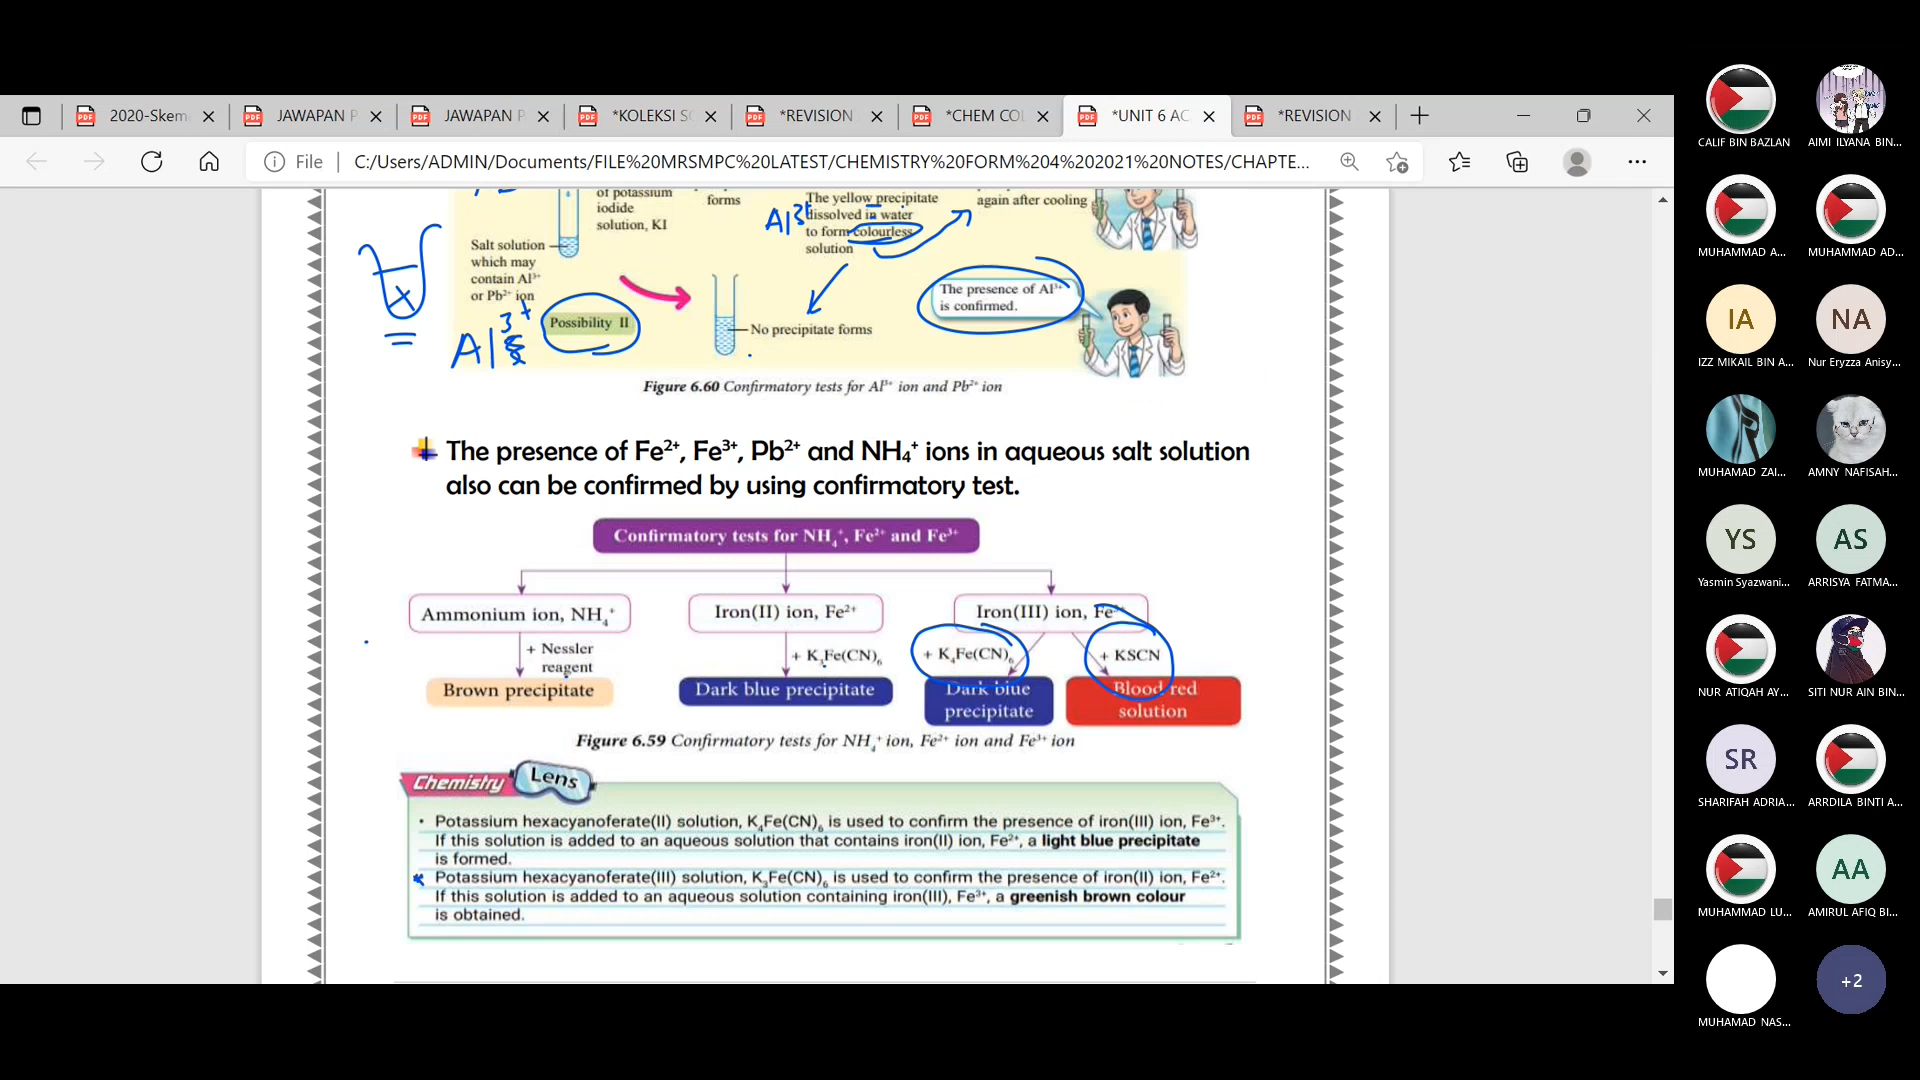 2020-Skema
JAWAPAN P
JAWAPAN P
*KOLEKSI SO
*REVISION
*CHEM COL
*UNIT 6 AC
*REVISION
File
C:/Users/ADMIN/Documents/FILE%20MRSMPC%20LATEST/CHEMISTRY%20FORM%204%202021%20NOTES/CHAPTE...
of potassium
iodide
solution, KI
forms
The yellow precipitate
dissolved in water
to form colourless
solution
again after cooling
Al³⁺
Salt solution
which may
contain Al³⁺
or Pb²⁺ ion
Possibility II
Al 3+
No precipitate forms
The presence of Al³⁺
is confirmed.
Figure 6.60 Confirmatory tests for Al³⁺ ion and Pb²⁺ ion
The presence of Fe²⁺, Fe³⁺, Pb²⁺ and NH₄⁺ ions in aqueous salt solution
also can be confirmed by using confirmatory test.
Confirmatory tests for NH₄⁺, Fe²⁺ and Fe³⁺
Ammonium ion, NH₄⁺
Iron(II) ion, Fe²⁺
Iron(III) ion, Fe³⁺
+ Nessler
reagent
+ K₃Fe(CN)₆
+ K₄Fe(CN)₆
+ KSCN
Brown precipitate
Dark blue precipitate
Dark blue
precipitate
Blood red
solution
Figure 6.59 Confirmatory tests for NH₄⁺ ion, Fe²⁺ ion and Fe³⁺ ion
Chemistry Lens
• Potassium hexacyanoferate(II) solution, K₄Fe(CN)₆ is used to confirm the presence of iron(III) ion, Fe³⁺.
If this solution is added to an aqueous solution that contains iron(II) ion, Fe²⁺, a light blue precipitate
is formed.
Potassium hexacyanoferate(III) solution, K₃Fe(CN)₆ is used to confirm the presence of iron(II) ion, Fe²⁺.
If this solution is added to an aqueous solution containing iron(III), Fe³⁺, a greenish brown colour
is obtained.
CALIF BIN BAZLAN
AIMI ILYANA BIN...
MUHAMMAD A...
MUHAMMAD AD...
IA
NA
IZZ MIKAIL BIN A...
Nur Eryzza Anisy...
MUHAMAD ZAI...
AMNY NAFISAH...
YS
AS
Yasmin Syazwani...
ARRISYA FATMA...
NUR ATIQAH AY...
SITI NUR AIN BIN...
SR
SHARIFAH ADRIA...
ARRDILA BINTI A...
AA
MUHAMMAD LU...
AMIRUL AFIQ BI...
+2
MUHAMAD NAS...